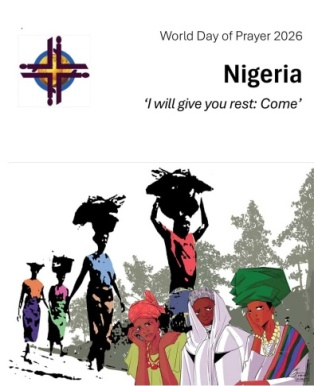 World Day of Prayer 2026
Nigeria
‘I will give you rest: Come’